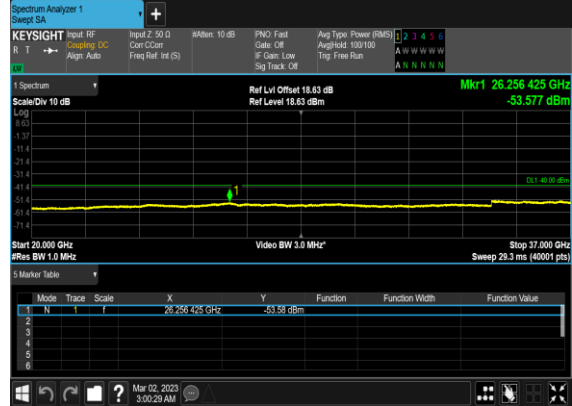 Spectrum Analyzer 1
Swept SA
+
KEYSIGHT Input: RF Input Z: 50 Ω #Atten: 10 dB PNO: Fast Avg Type: Power (RMS) 1 2 3 4 5 6
R T Coupling: DC Corr CCorr Gate: Off Avg|Hold: 100/100 A W W W W W
Align: Auto Freq Ref: Int (S) IF Gain: Low Trig: Free Run
Sig Track: Off A N N N N N
1 Spectrum Ref Lvl Offset 18.63 dB Mkr1 26.256 425 GHz
Scale/Div 10 dB Ref Level 18.63 dBm -53.577 dBm
Log
8.63
-1.37
-11.4
-21.4
-31.4
-41.4 DL1 -40.00 dBm
1
-51.4
-61.4
-71.4
Start 20.000 GHz Video BW 3.0 MHz* Stop 37.000 GHz
#Res BW 1.0 MHz Sweep 29.3 ms (40001 pts)
5 Marker Table
Mode Trace Scale X Y Function Function Width Function Value
1 N 1 f 26.256 425 GHz -53.58 dBm
2
3
4
5
6
? Mar 02, 2023
3:00:29 AM